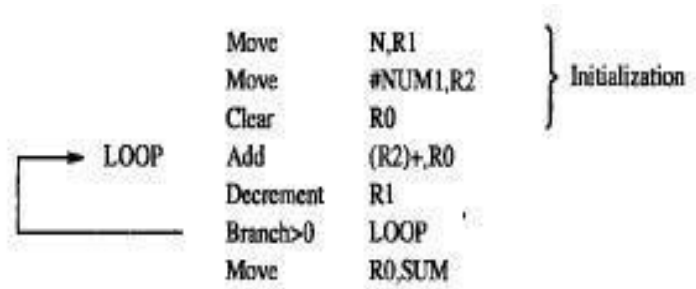 Move N,R1
Move #NUM1,R2 Initialization
Clear R0
LOOP Add (R2)+,R0
Decrement R1
Branch>0 LOOP
Move R0,SUM